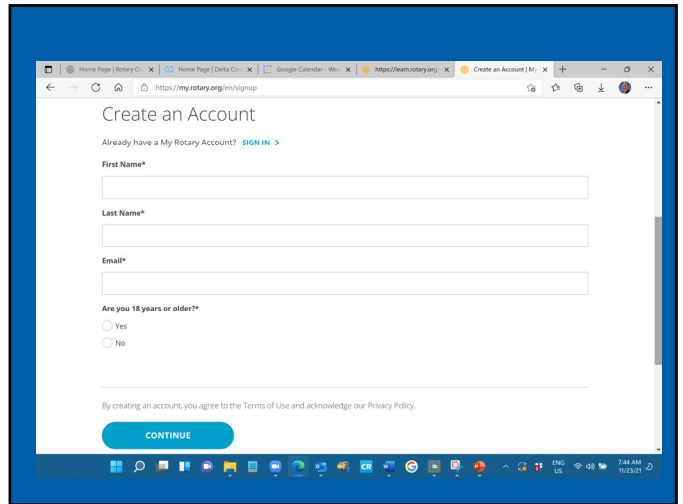 Home Page | Rotary Clu
Home Page | Delta Con
Google Calendar - Wee
https://learn.rotary.org
Create an Account | My
https://my.rotary.org/en/signup
Create an Account
Already have a My Rotary Account? SIGN IN >
First Name*
Last Name*
Email*
Are you 18 years or older?*
Yes
No
By creating an account, you agree to the Terms of Use and acknowledge our Privacy Policy.
CONTINUE
CR
ENG
US
7:44 AM
11/23/21